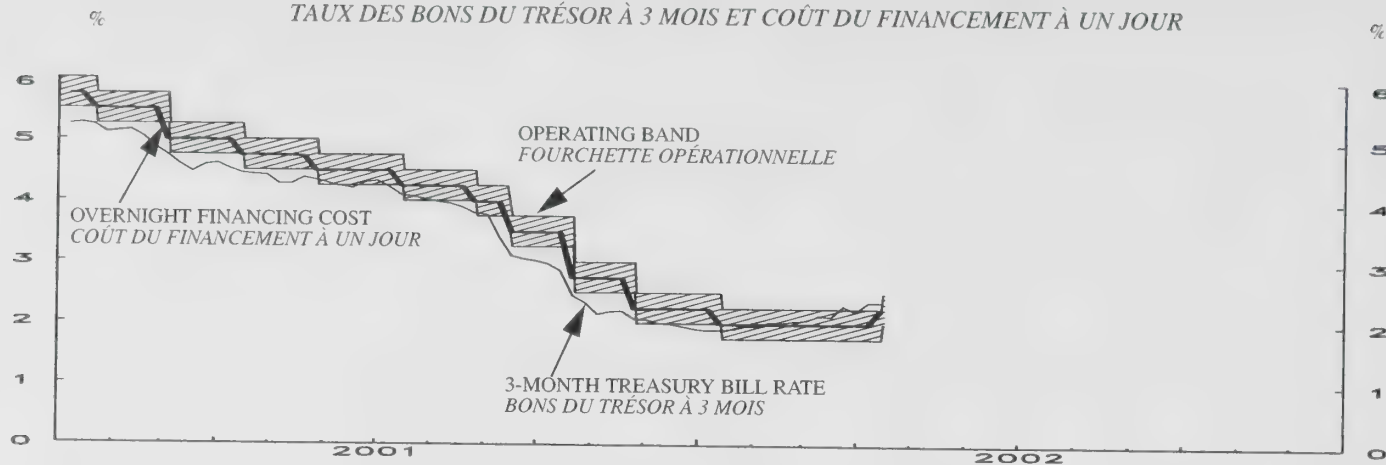 TAUX DES BONS DU TRÉSOR À 3 MOIS ET COÛT DU FINANCEMENT À UN JOUR
% %
6 6
5 5
4 4
3 3
2 2
1 1
0 0
OPERATING BAND
FOURCHETTE OPÉRATIONNELLE
OVERNIGHT FINANCING COST
COÛT DU FINANCEMENT À UN JOUR
3-MONTH TREASURY BILL RATE
BONS DU TRÉSOR À 3 MOIS
2001 2002